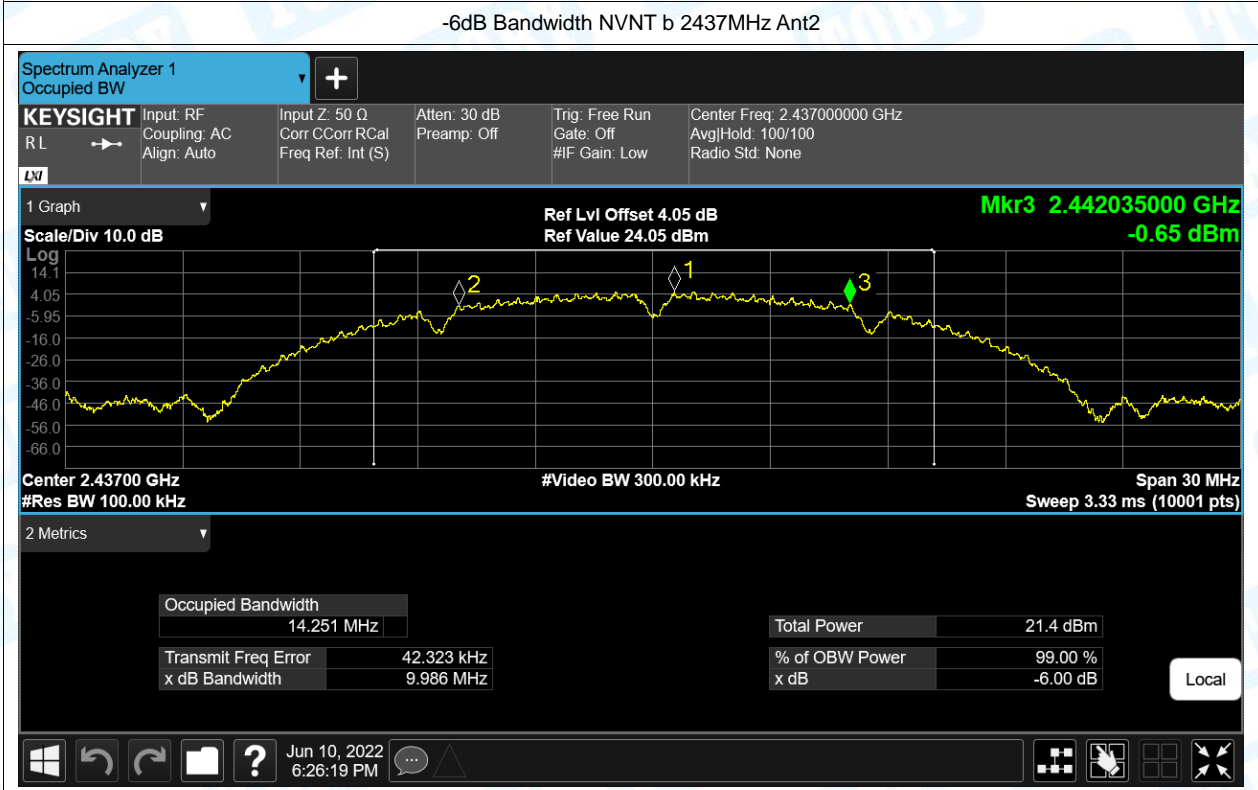 -6dB Bandwidth NVNT b 2437MHz Ant2
Spectrum Analyzer 1
Occupied BW
KEYSIGHT
R L
LXI
Input: RF
Coupling: AC
Align: Auto
Input Z: 50 Ω
Corr CCorr RCal
Freq Ref: Int (S)
Atten: 30 dB
Preamp: Off
Trig: Free Run
Gate: Off
#IF Gain: Low
Center Freq: 2.437000000 GHz
Avg|Hold: 100/100
Radio Std: None
1 Graph
Scale/Div 10.0 dB
Ref Lvl Offset 4.05 dB
Ref Value 24.05 dBm
Mkr3 2.442035000 GHz
-0.65 dBm
Log
14.1
4.05
-5.95
-16.0
-26.0
-36.0
-46.0
-56.0
-66.0
2
1
3
Center 2.43700 GHz
#Video BW 300.00 kHz
Span 30 MHz
#Res BW 100.00 kHz
Sweep 3.33 ms (10001 pts)
2 Metrics
Occupied Bandwidth
14.251 MHz
Total Power 21.4 dBm
Transmit Freq Error 42.323 kHz
% of OBW Power 99.00 %
x dB Bandwidth 9.986 MHz
x dB -6.00 dB
Local
Jun 10, 2022
6:26:19 PM